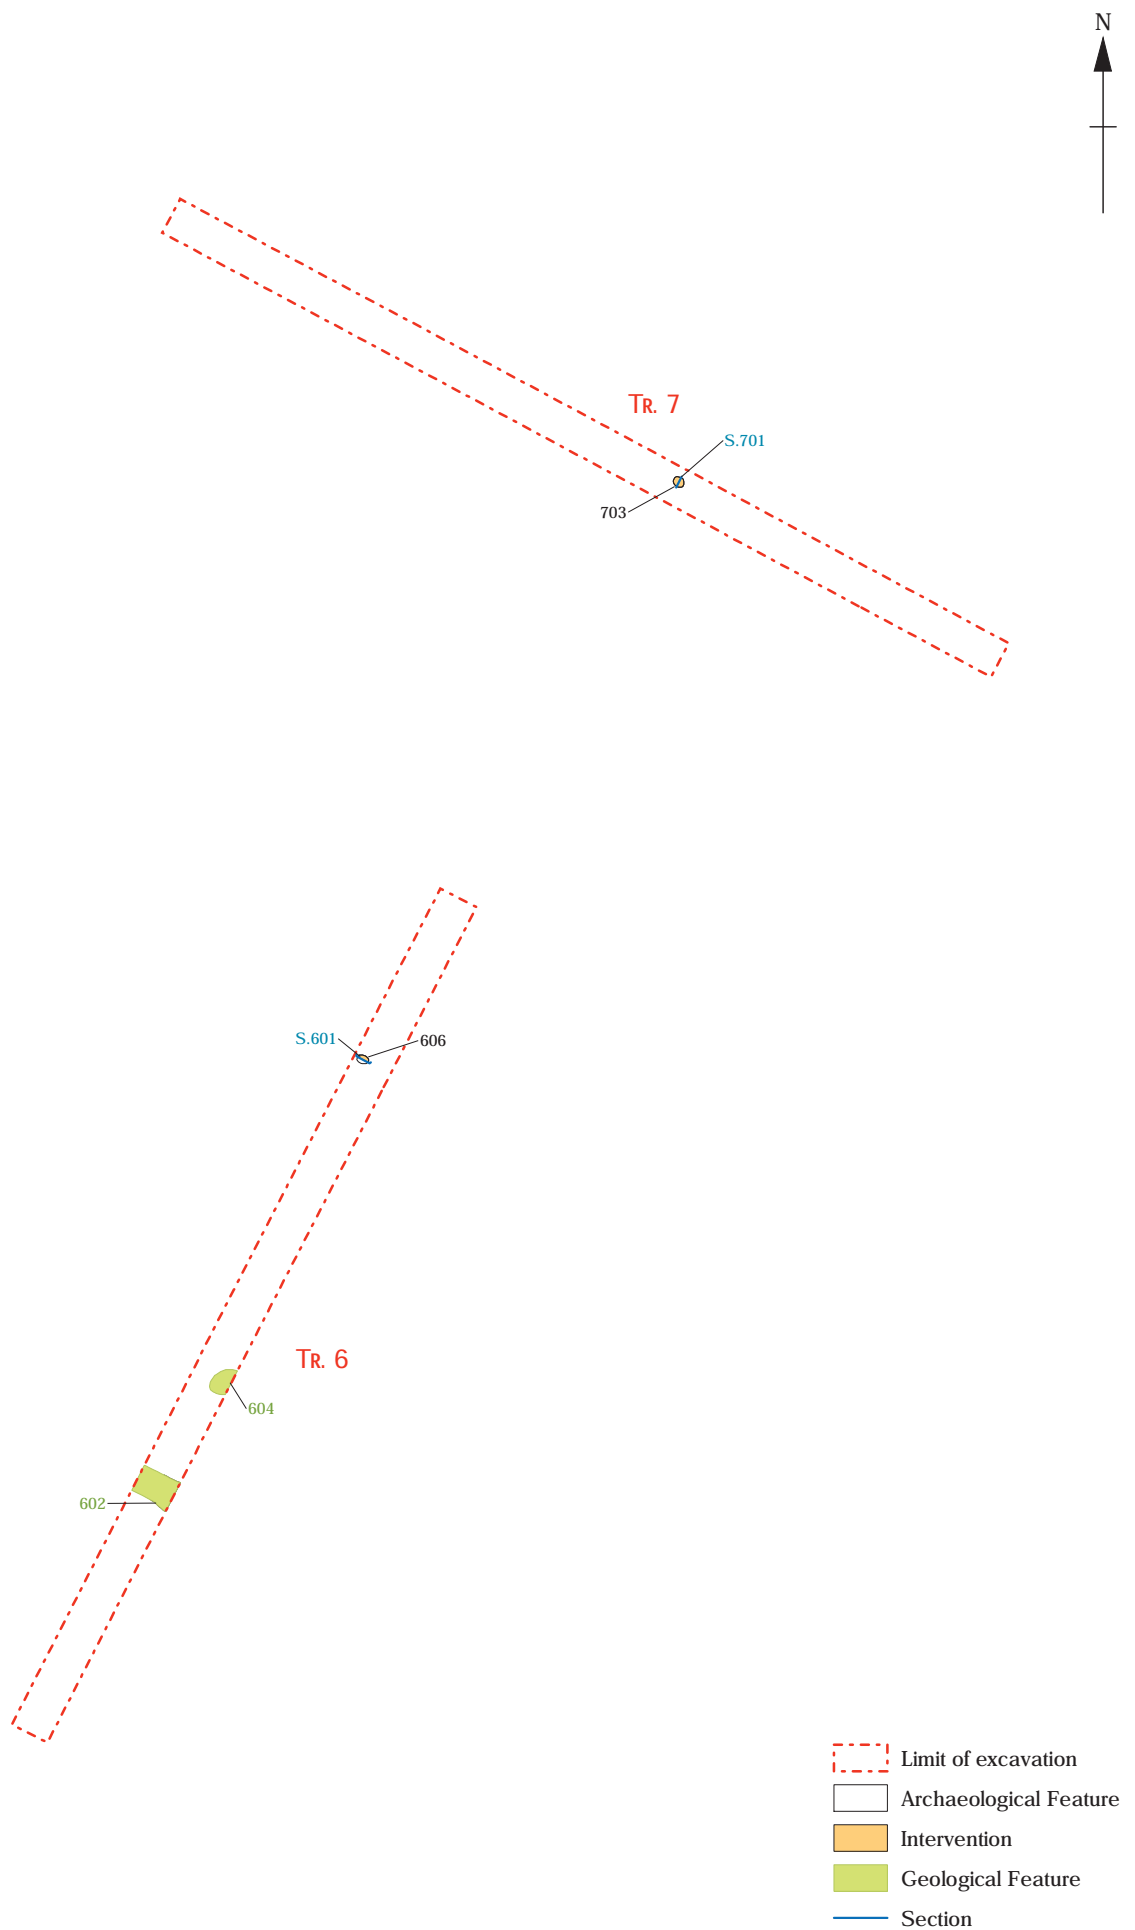 N
TR. 7
S.701
703
S.601
606
TR. 6
604
602
Limit of excavation
Archaeological Feature
Intervention
Geological Feature
Section